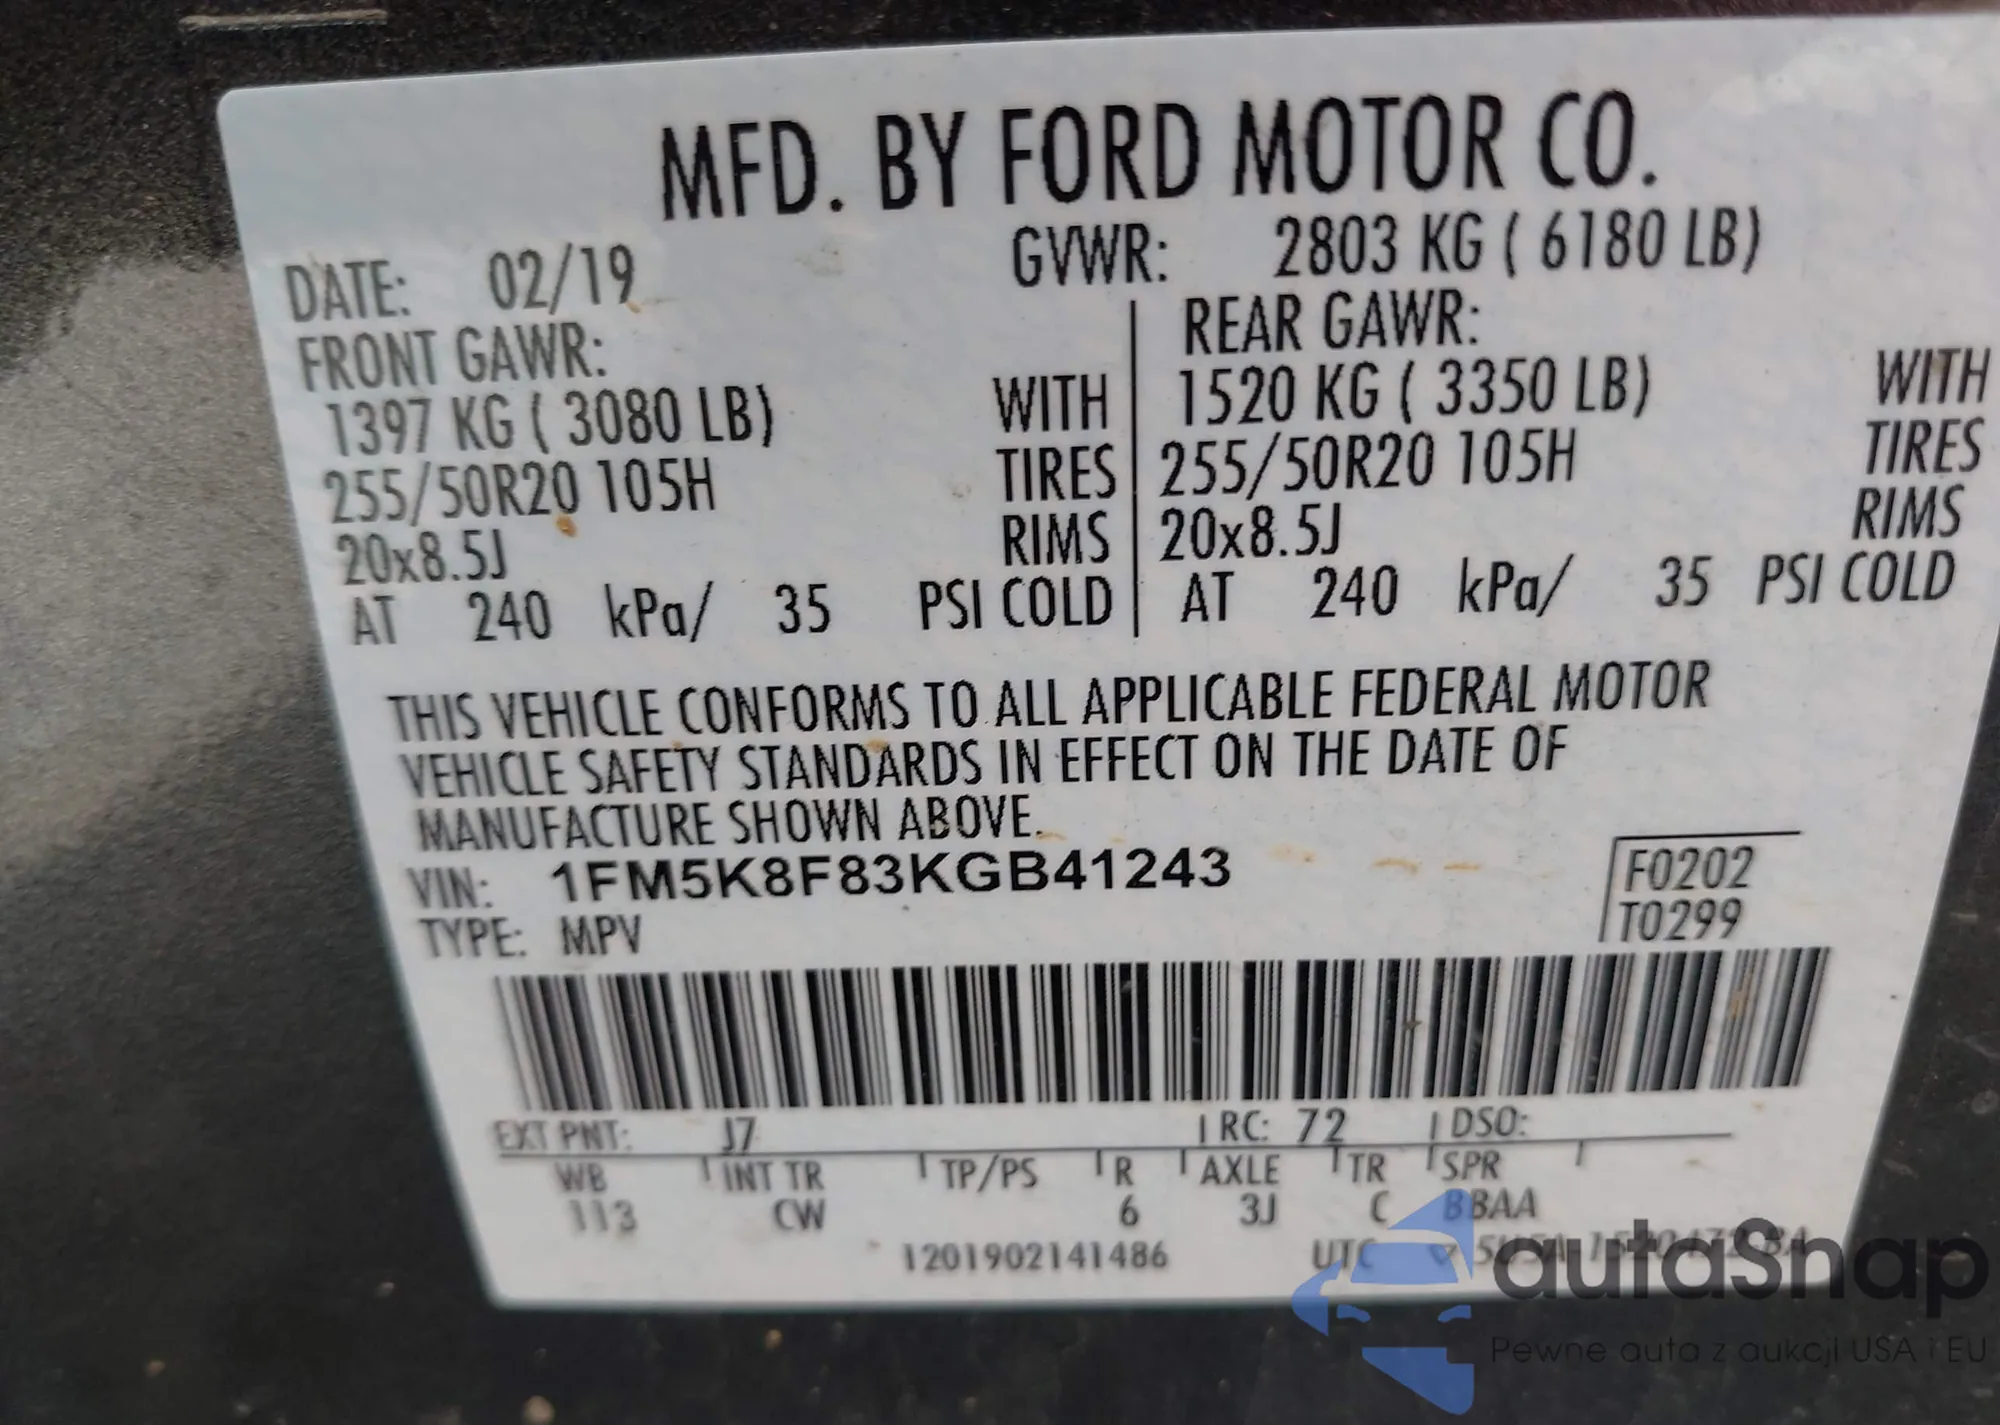 MFD. BY FORD MOTOR CO.
DATE: 02/19 GVWR: 2803 KG ( 6180 LB)
FRONT GAWR: REAR GAWR:
1397 KG ( 3080 LB) WITH 1520 KG ( 3350 LB) WITH
255/50R20 105H TIRES 255/50R20 105H TIRES
20x8.5J RIMS 20x8.5J RIMS
AT 240 kPa/ 35 PSI COLD AT 240 kPa/ 35 PSI COLD
THIS VEHICLE CONFORMS TO ALL APPLICABLE FEDERAL MOTOR
VEHICLE SAFETY STANDARDS IN EFFECT ON THE DATE OF
MANUFACTURE SHOWN ABOVE.
VIN: 1FM5K8F83KGB41243
F0202
TYPE: MPV
T0299
EXT PNT: J7 RC: 72 DSO:
WB INT TR TP/PS R AXLE TR SPR
113 CW 6 3J C BBAA
1201902141486 UTC
autaSnap
Pewne auta z aukcji USA i EU